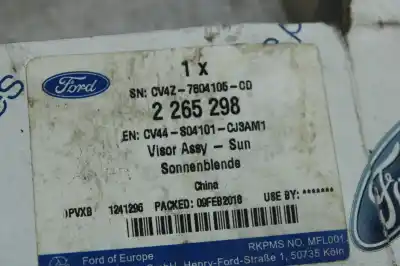 Ford
1 x
SN: CV4Z-7804105-CD
2 265 298
EN: CV44-S04101-CJ3AM1
Visor Assy - Sun
Sonnenblende
China
PVXB 1241296 PACKED: 09FEB2018 USE BY: *******
RKPMS NO. MFL001
Ford of Europe
Henry-Ford-Straße 1, 50735 Köln